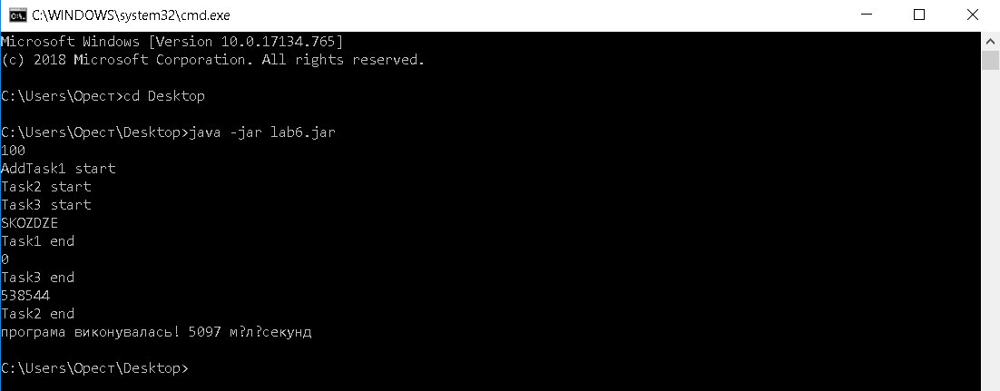 C:\WINDOWS\system32\cmd.exe
Microsoft Windows [Version 10.0.17134.765]
(c) 2018 Microsoft Corporation. All rights reserved.
C:\Users\Орест>cd Desktop
C:\Users\Орест\Desktop>java -jar lab6.jar
100
AddTask1 start
Task2 start
Task3 start
SKOZDZE
Task1 end
0
Task3 end
538544
Task2 end
програма виконувалась! 5097 м?л?секунд
C:\Users\Орест\Desktop>